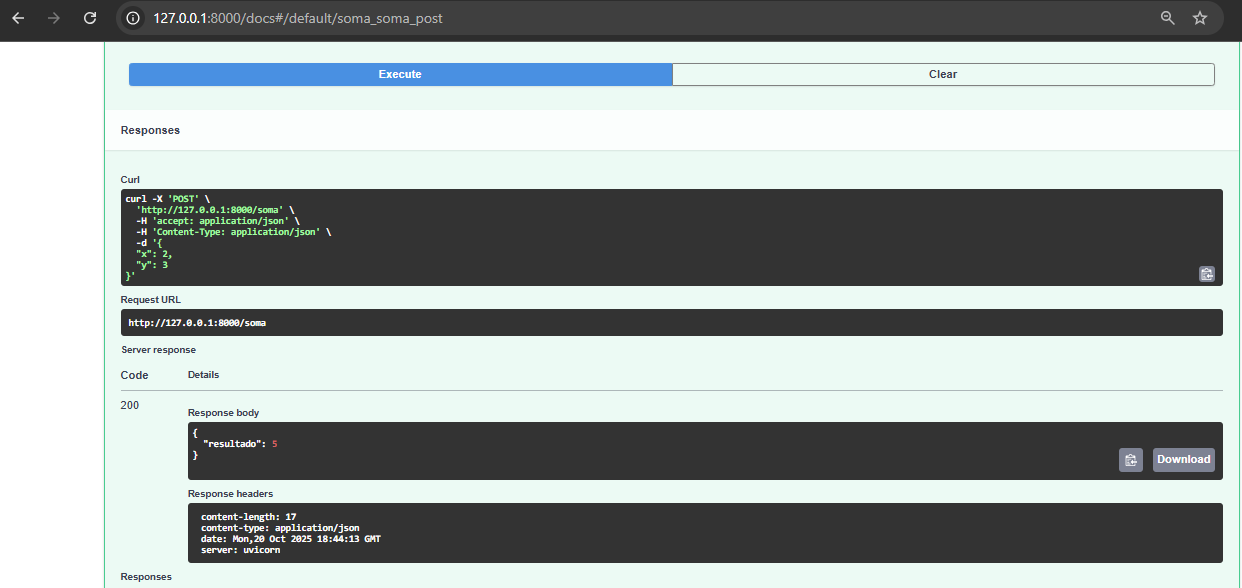 127.0.0.1:8000/docs#/default/soma_soma_post
Execute Clear
Responses
Curl
curl -X 'POST' \
'http://127.0.0.1:8000/soma' \
-H 'accept: application/json' \
-H 'Content-Type: application/json' \
-d '{
"x": 2,
"y": 3
}'
Request URL
http://127.0.0.1:8000/soma
Server response
Code Details
200
Response body
{
"resultado": 5
}
Download
Response headers
content-length: 17
content-type: application/json
date: Mon,20 Oct 2025 18:44:13 GMT
server: uvicorn
Responses